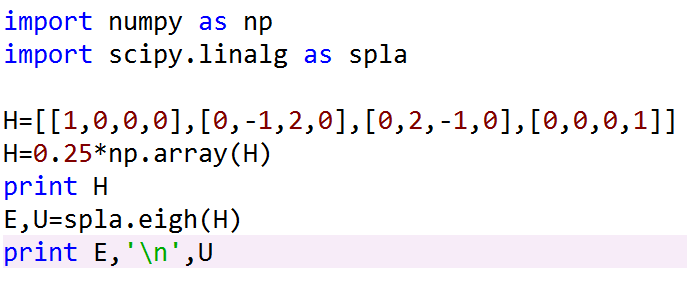 import numpy as np
import scipy.linalg as spla
H=[[1,0,0,0],[0,-1,2,0],[0,2,-1,0],[0,0,0,1]]
H=0.25*np.array(H)
print H
E,U=spla.eigh(H)
print E,'\n',U